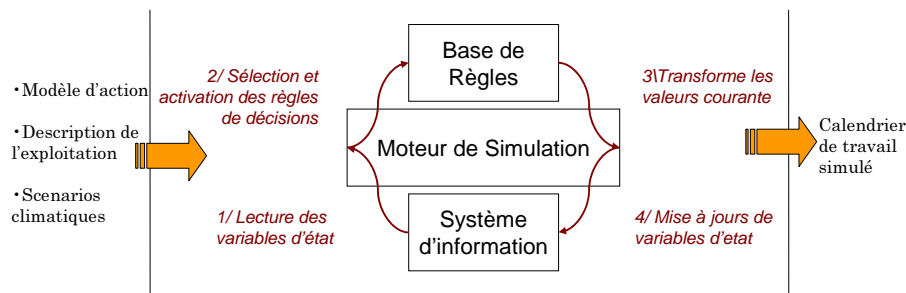 •Modèle d'action
•Description de
l'exploitation
•Scenarios
climatiques
2/ Sélection et
activation des règles
de décisions
1/ Lecture des
variables d'état
Base de
Règles
Moteur de Simulation
Système
d'information
3\Transforme les
valeurs courante
4/ Mise à jours de
variables d'etat
Calendrier
de travail
simulé